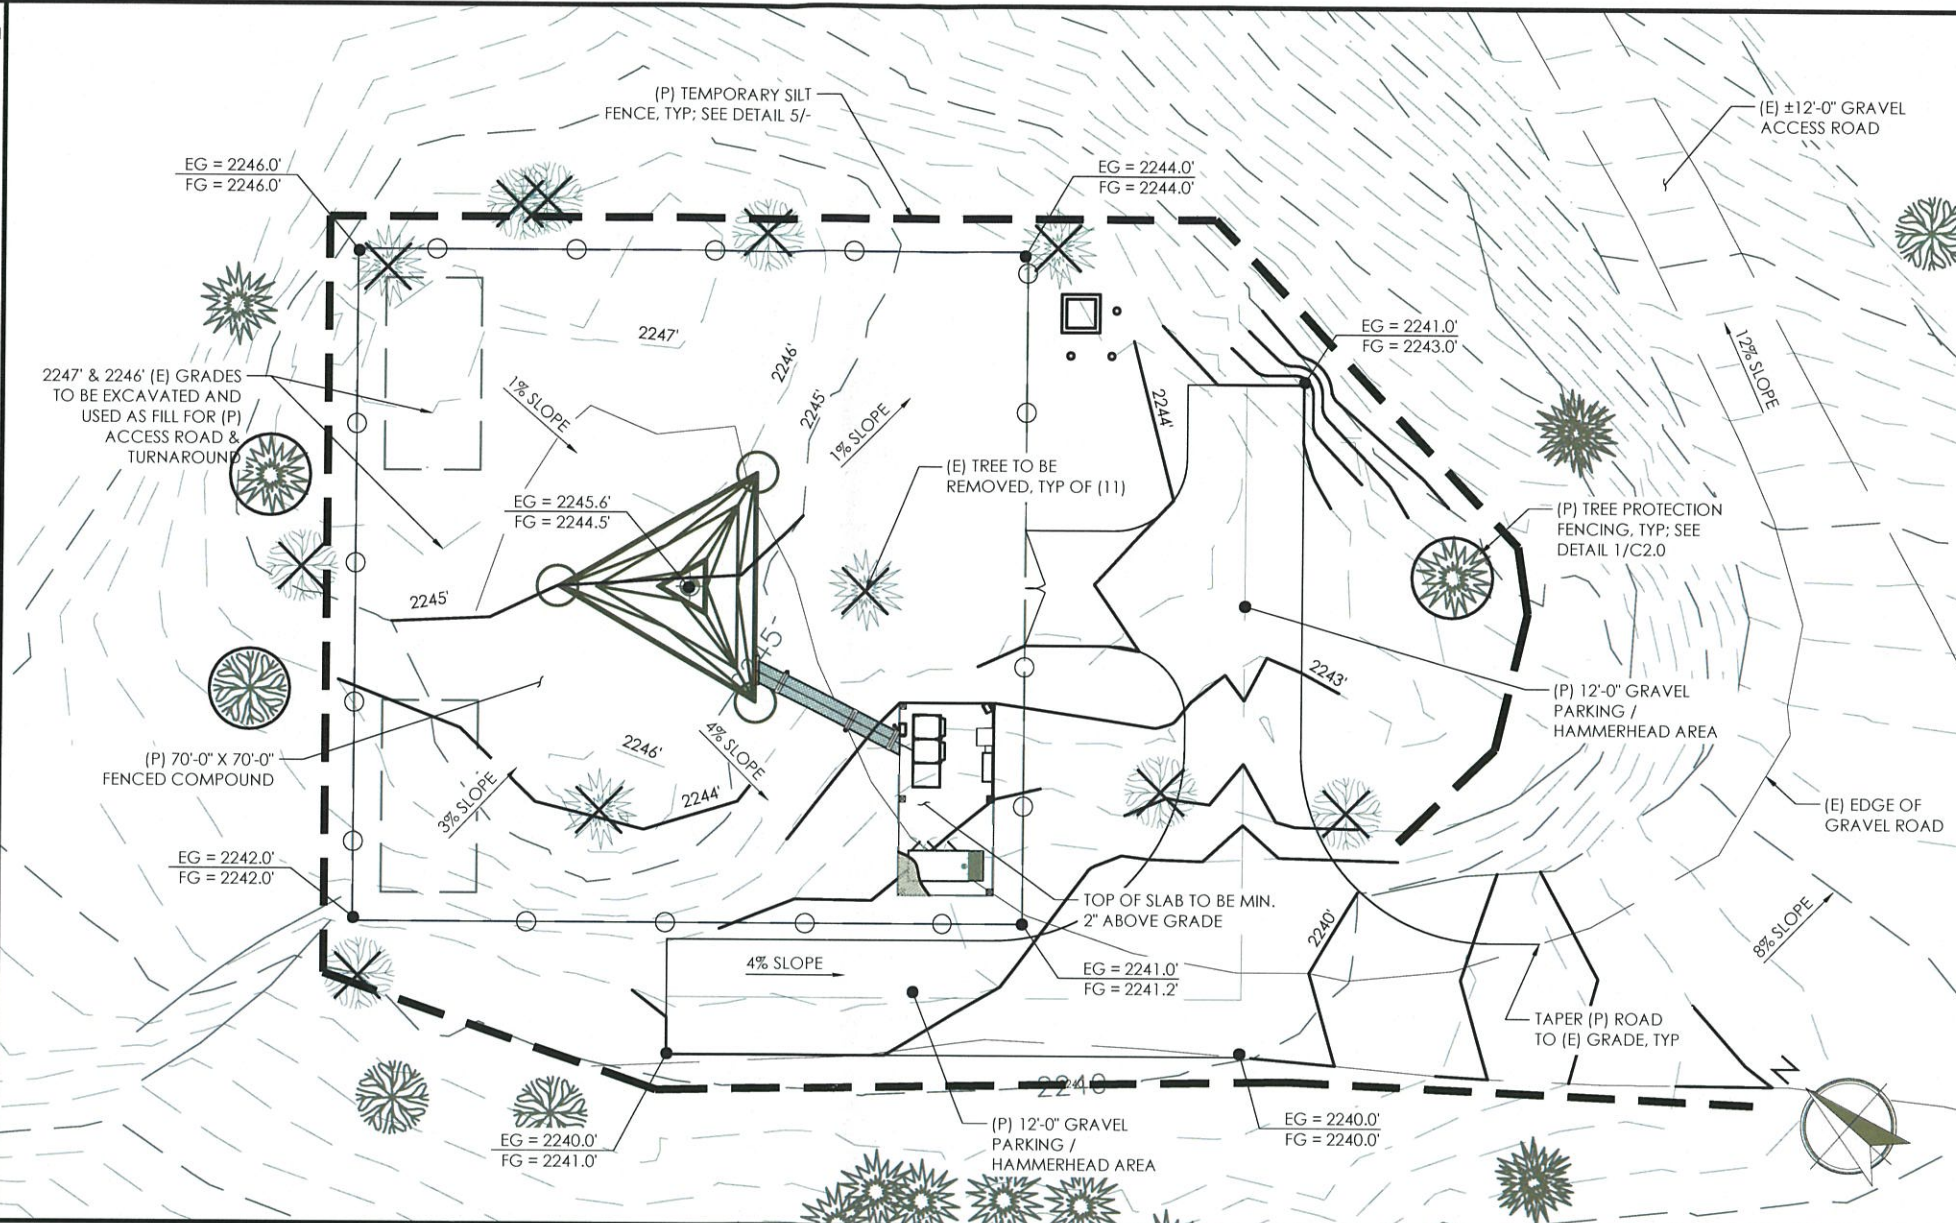 (P) TEMPORARY SILT
FENCE, TYP; SEE DETAIL 5/-
(E) ±12'-0" GRAVEL
ACCESS ROAD
EG = 2246.0'
FG = 2246.0'
EG = 2244.0'
FG = 2244.0'
EG = 2241.0'
FG = 2243.0'
2247'
2246'
2245'
12% SLOPE
2247' & 2246' (E) GRADES
TO BE EXCAVATED AND
USED AS FILL FOR (P)
ACCESS ROAD &
TURNAROUND
1% SLOPE
1% SLOPE
2244'
(E) TREE TO BE
REMOVED, TYP OF (11)
EG = 2245.6'
FG = 2244.5'
(P) TREE PROTECTION
FENCING, TYP; SEE
DETAIL 1/C2.0
2245'
2245
2243'
(P) 12'-0" GRAVEL
PARKING /
HAMMERHEAD AREA
(P) 70'-0" X 70'-0"
FENCED COMPOUND
2246'
4% SLOPE
3% SLOPE
2244'
(E) EDGE OF
GRAVEL ROAD
EG = 2242.0'
FG = 2242.0'
TOP OF SLAB TO BE MIN.
2" ABOVE GRADE
2240'
8% SLOPE
4% SLOPE
EG = 2241.0'
FG = 2241.2'
TAPER (P) ROAD
TO (E) GRADE, TYP
N
2240
EG = 2240.0'
FG = 2241.0'
(P) 12'-0" GRAVEL
PARKING /
HAMMERHEAD AREA
EG = 2240.0'
FG = 2240.0'